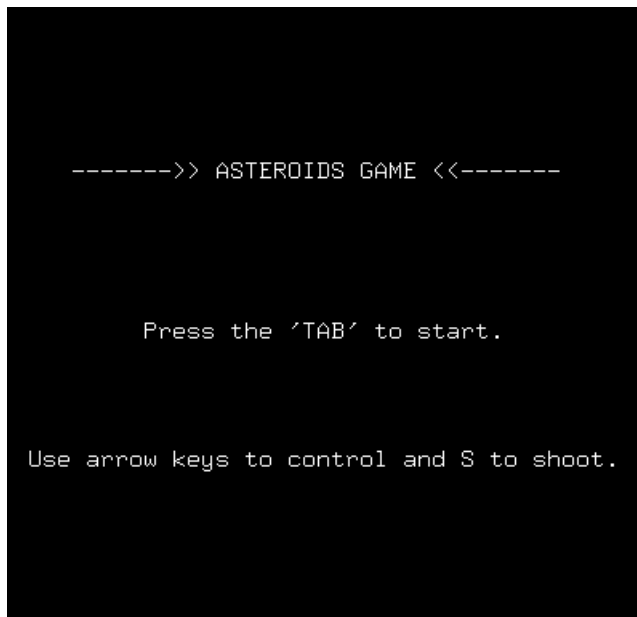 ------->> ASTEROIDS GAME <<-------
Press the 'TAB' to start.
Use arrow keys to control and S to shoot.